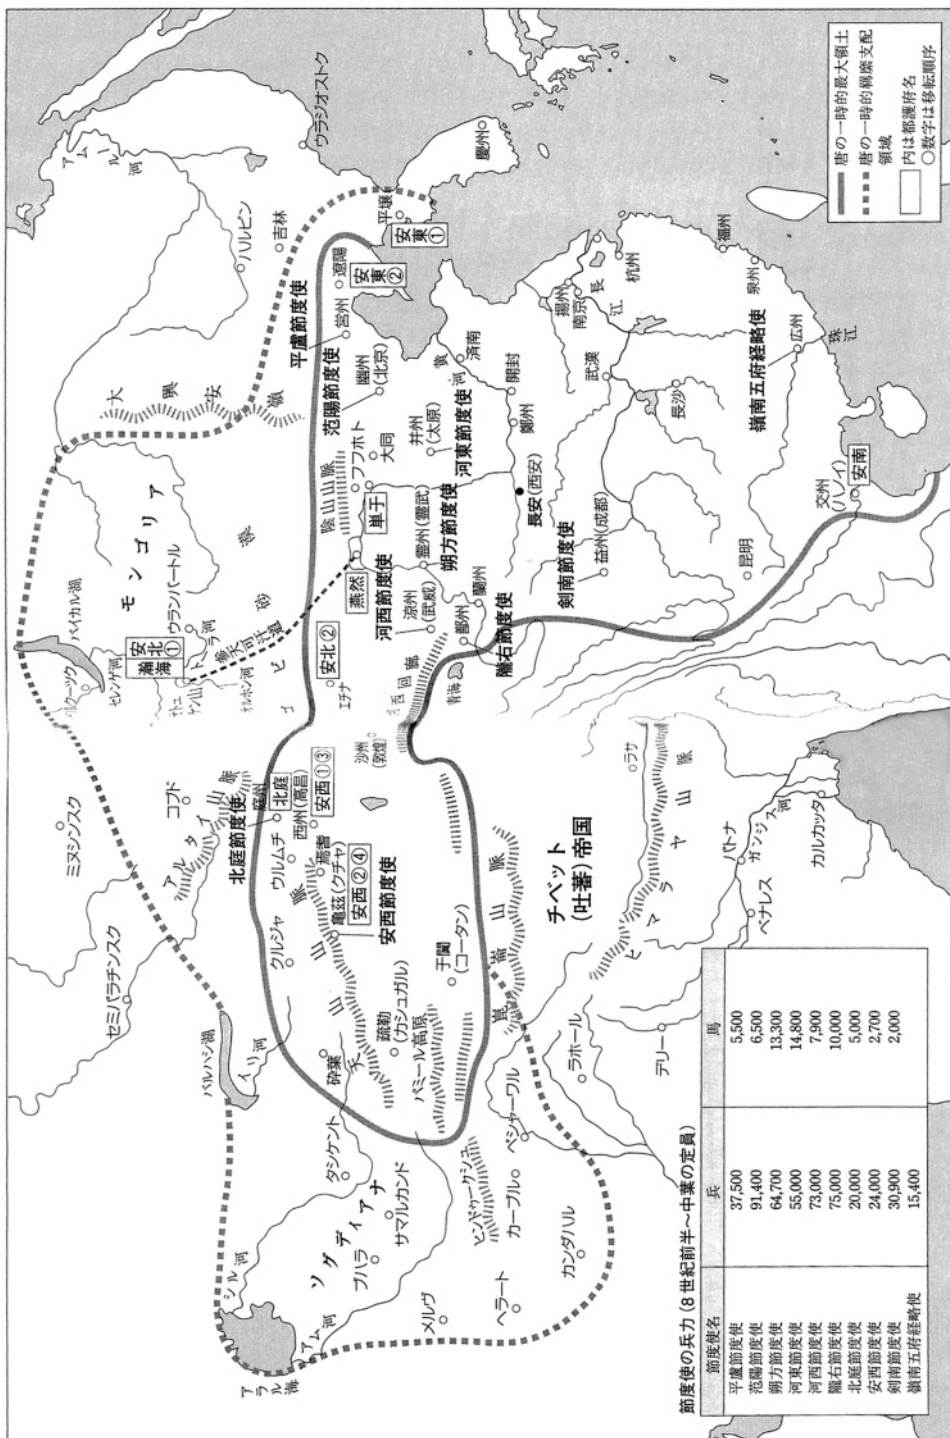 唐の一時的最大領土
唐の一時的羈縻支配領域
内は都護府名
○数字は移転順序
アムール河
ウラジオストク
ハルビン
吉林
慶州
平壌
安東①
安東②
遼陽
営州
平盧節度使
大興安嶺
范陽節度使
幽州(北京)
済南
黄河
開封
鄭州
河東節度使
并州(太原)
大同
フフホト
陰山山脈
単于
燕然
霊州(霊武)
朔方節度使
長安(西安)
揚州
南京
長江
杭州
武漢
長沙
福州
泉州
広州
珠江
嶺南五府経略使
交州(ハノイ)
安南
昆明
益州(成都)
剣南節度使
蘭州
隴右節度使
鄯州
青海
涼州(武威)
河西節度使
河西回廊
モンゴリア
バイカル湖
イルクーツク
セレンゲ河
ウランバートル
トーラ河
安北①
瀚海
オテュケン山
オルホン河
参天可汗道
ゴビ砂漠
安北②
エチナ
沙州(敦煌)
ミヌシンスク
コブド
アルタイ山脈
セミパラチンスク
北庭節度使
庭州
北庭
西州(高昌)
安西①③
ウルムチ
焉耆
亀茲(クチャ)
安西②④
安西節度使
クルジャ
バルハシ湖
イリ河
砕葉
天山山脈
疏勒(カシュガル)
パミール高原
于闐(コータン)
崑崙山脈
チベット(吐蕃)帝国
ラサ
ヒマラヤ山脈
パトナ
ガンジス河
カルカッタ
ベナレス
デリー
ラホール
ペシャーワル
カーブル
ヒンドゥークシュ
カンダハル
ヘラート
メルヴ
タシケント
サマルカンド
ブハラ
ソグディアナ
シル河
アム河
アラル海
節度使の兵力(8世紀前半〜中葉の定員)
節度使名 兵 馬
平盧節度使 37,500 5,500
范陽節度使 91,400 6,500
朔方節度使 64,700 13,300
河東節度使 55,000 14,800
河西節度使 73,000 7,900
隴右節度使 75,000 10,000
北庭節度使 20,000 5,000
安西節度使 24,000 2,700
剣南節度使 30,900 2,000
嶺南五府経略使 15,400